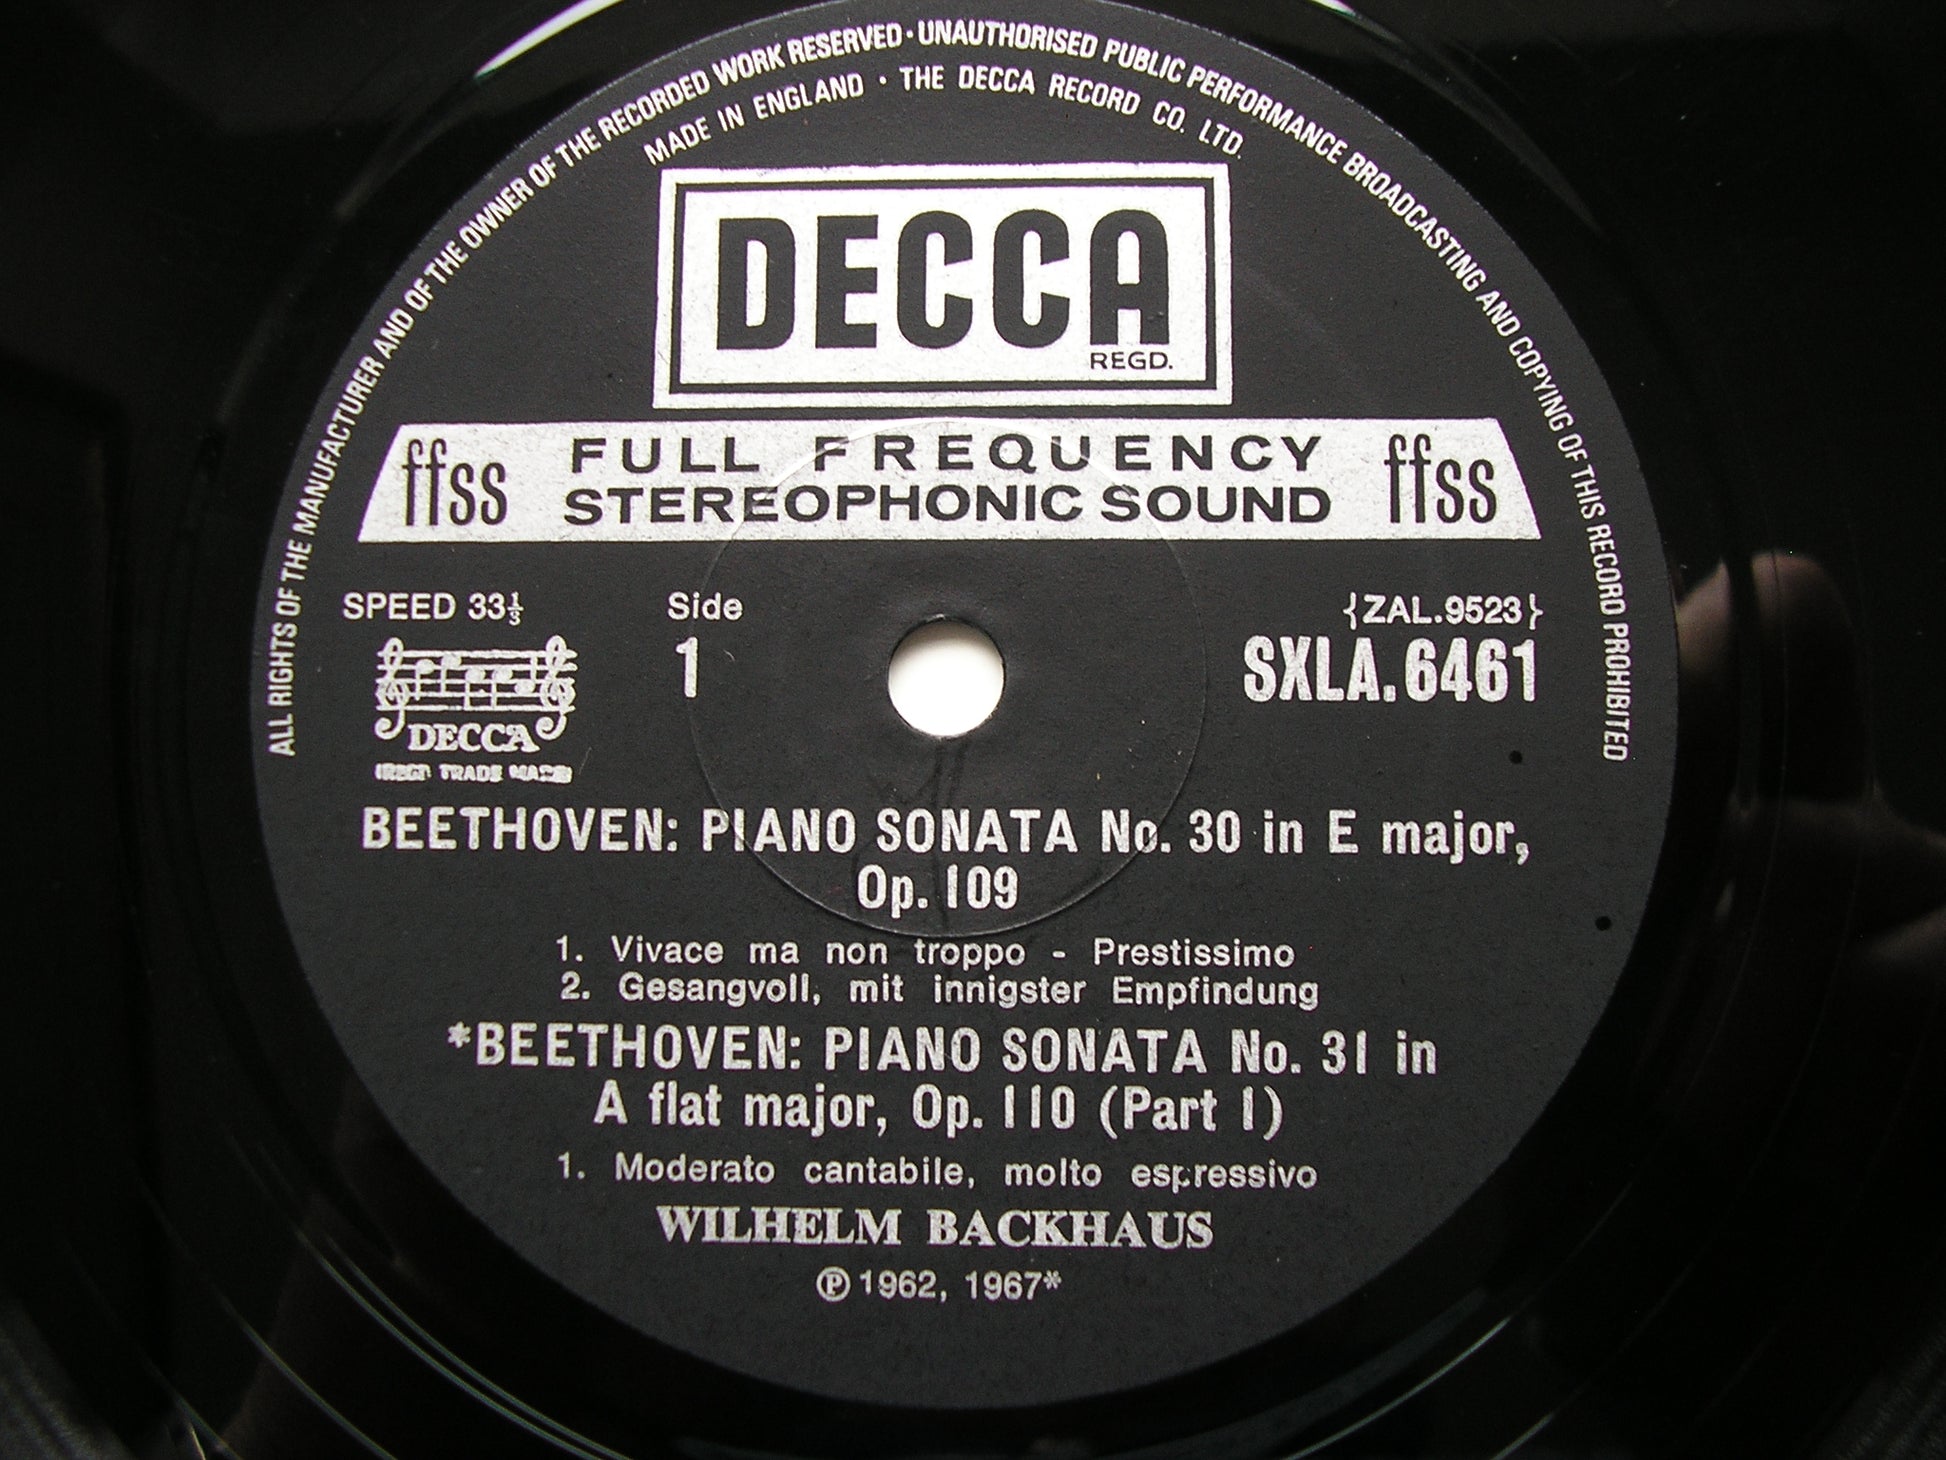 ALL RIGHTS OF THE MANUFACTURER AND OF THE OWNER OF THE RECORDED WORK RESERVED · UNAUTHORISED PUBLIC PERFORMANCE BROADCASTING AND COPYING OF THIS RECORD PROHIBITED
MADE IN ENGLAND · THE DECCA RECORD CO. LTD.
DECCA
REGD.
ffss FULL FREQUENCY ffss
STEREOPHONIC SOUND
SPEED 33⅓ Side {ZAL.9523}
1 SXLA.6461
DECCA
REGD. TRADE MARK
BEETHOVEN: PIANO SONATA No. 30 in E major,
Op. 109
1. Vivace ma non troppo - Prestissimo
2. Gesangvoll, mit innigster Empfindung
*BEETHOVEN: PIANO SONATA No. 31 in
A flat major, Op. 110 (Part 1)
1. Moderato cantabile, molto espressivo
WILHELM BACKHAUS
℗ 1962, 1967*